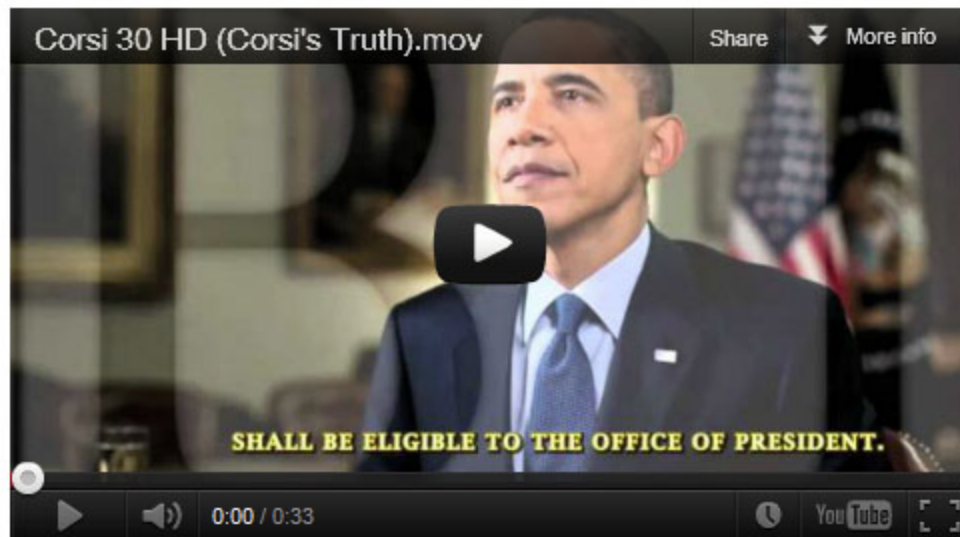 Corsi 30 HD (Corsi's Truth).mov Share More info
SHALL BE ELIGIBLE TO THE OFFICE OF PRESIDENT.
0:00 / 0:33 YouTube